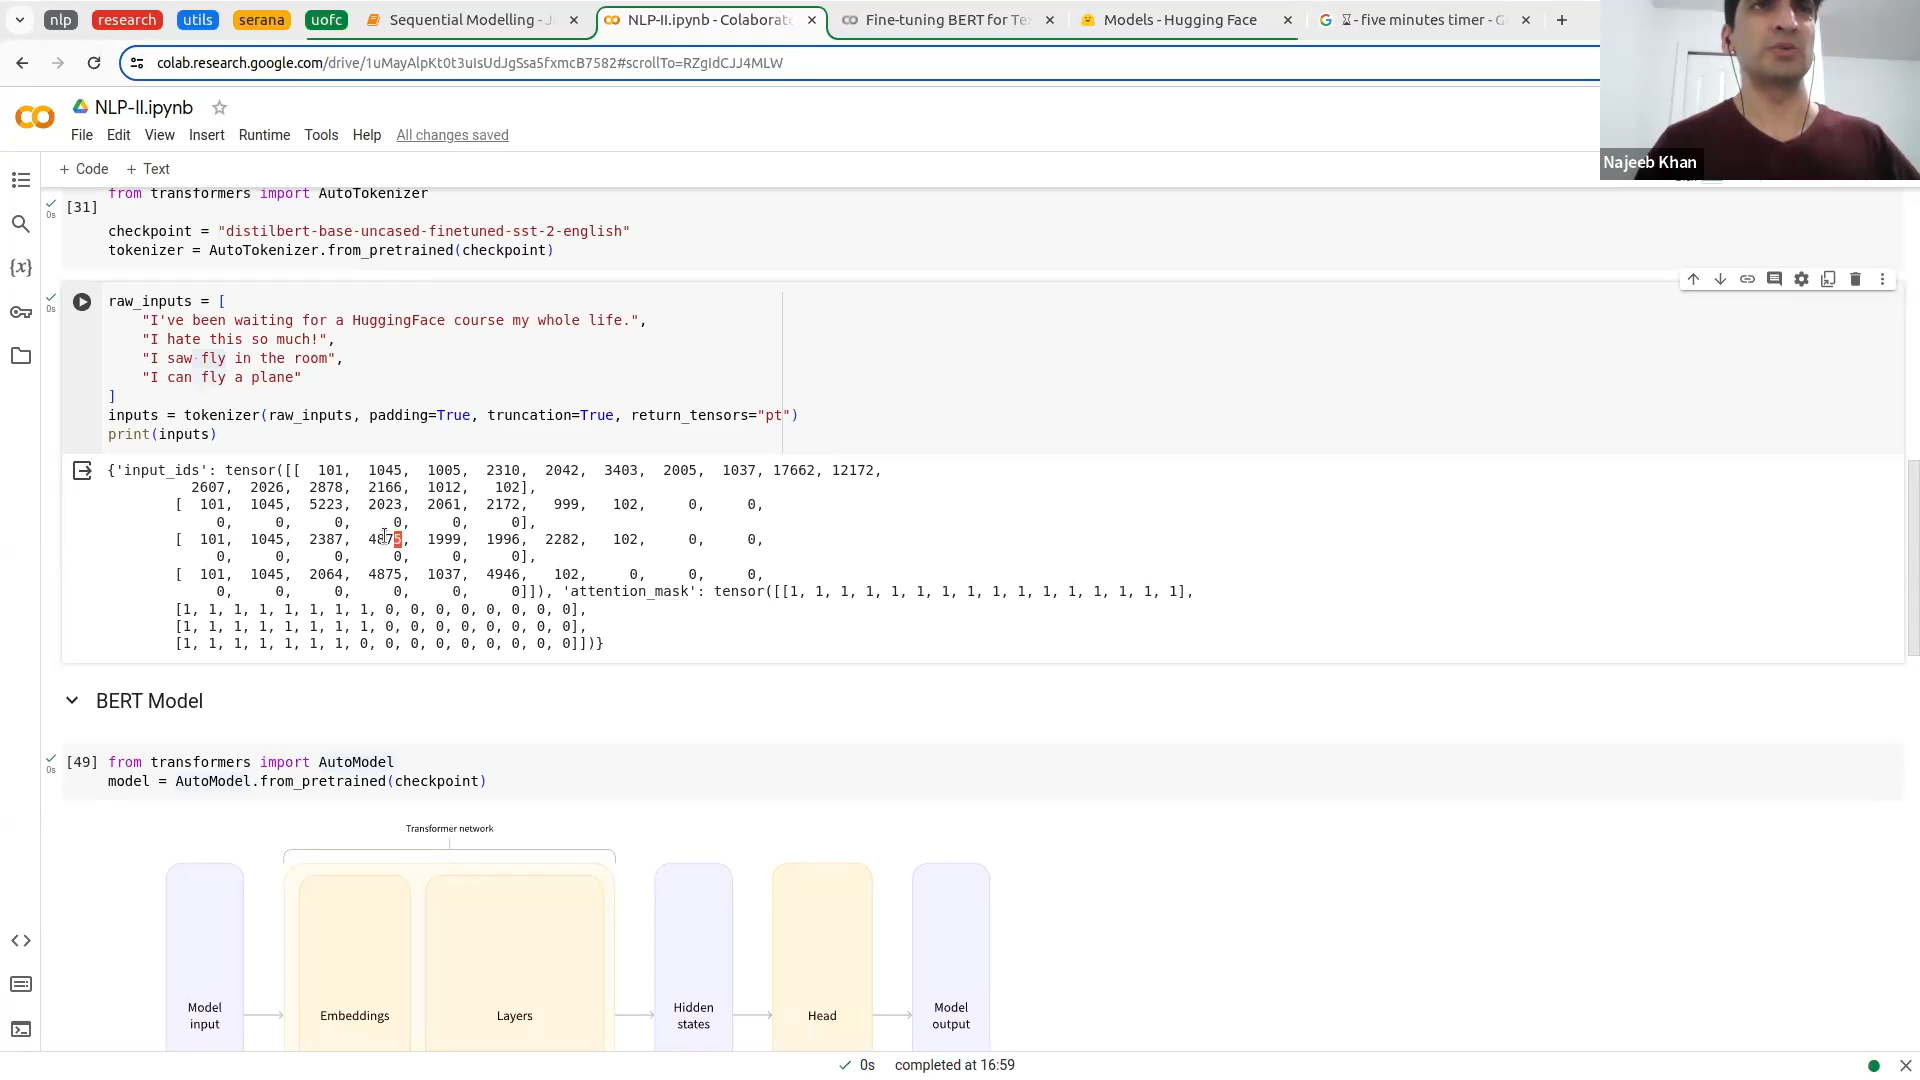 nlp research utils serana uofc Sequential Modelling - J NLP-II.ipynb - Colaborat Fine-tuning BERT for Te Models - Hugging Face - five minutes timer - G
colab.research.google.com/drive/1uMayAlpKt0t3uIsUdJgSsa5fxmcB7582#scrollTo=RZgIdCJJ4MLW
NLP-II.ipynb
File Edit View Insert Runtime Tools Help All changes saved
Najeeb Khan
+ Code + Text
from transformers import AutoTokenizer
0s [31]
checkpoint = "distilbert-base-uncased-finetuned-sst-2-english"
tokenizer = AutoTokenizer.from_pretrained(checkpoint)
0s raw_inputs = [
"I've been waiting for a HuggingFace course my whole life.",
"I hate this so much!",
"I saw fly in the room",
"I can fly a plane"
]
inputs = tokenizer(raw_inputs, padding=True, truncation=True, return_tensors="pt")
print(inputs)
{'input_ids': tensor([[ 101, 1045, 1005, 2310, 2042, 3403, 2005, 1037, 17662, 12172,
2607, 2026, 2878, 2166, 1012, 102],
[ 101, 1045, 5223, 2023, 2061, 2172, 999, 102, 0, 0,
0, 0, 0, 0, 0, 0],
[ 101, 1045, 2387, 4875, 1999, 1996, 2282, 102, 0, 0,
0, 0, 0, 0, 0, 0],
[ 101, 1045, 2064, 4875, 1037, 4946, 102, 0, 0, 0,
0, 0, 0, 0, 0, 0]]), 'attention_mask': tensor([[1, 1, 1, 1, 1, 1, 1, 1, 1, 1, 1, 1, 1, 1, 1, 1],
[1, 1, 1, 1, 1, 1, 1, 1, 0, 0, 0, 0, 0, 0, 0, 0],
[1, 1, 1, 1, 1, 1, 1, 1, 0, 0, 0, 0, 0, 0, 0, 0],
[1, 1, 1, 1, 1, 1, 1, 0, 0, 0, 0, 0, 0, 0, 0, 0]])}
BERT Model
0s [49] from transformers import AutoModel
model = AutoModel.from_pretrained(checkpoint)
Transformer network
Model input
Embeddings
Layers
Hidden states
Head
Model output
0s completed at 16:59